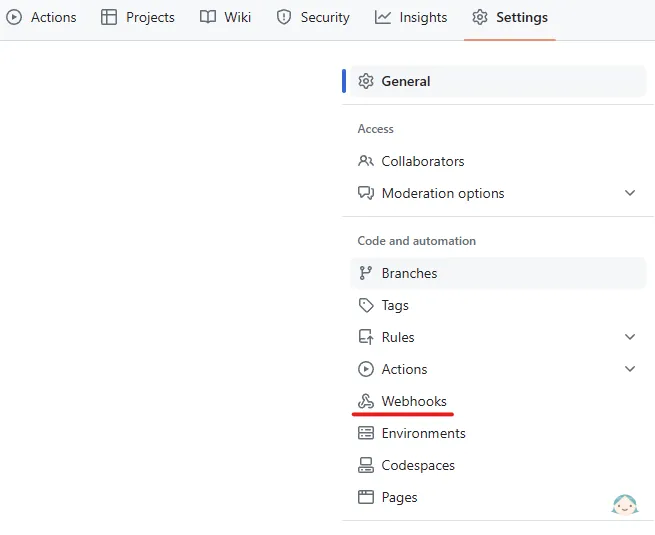 Actions Projects Wiki Security Insights Settings
General
Access
Collaborators
Moderation options
Code and automation
Branches
Tags
Rules
Actions
Webhooks
Environments
Codespaces
Pages